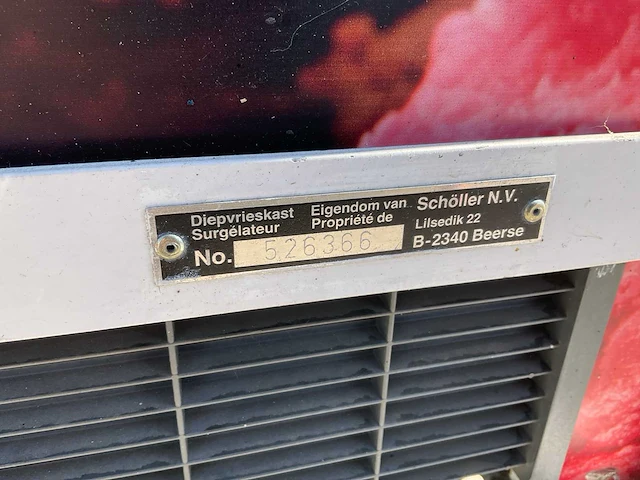 Diepvrieskast Eigendom van Schöller N.V.
Surgélateur Propriété de Lilsedik 22
No. 526366 B-2340 Beerse